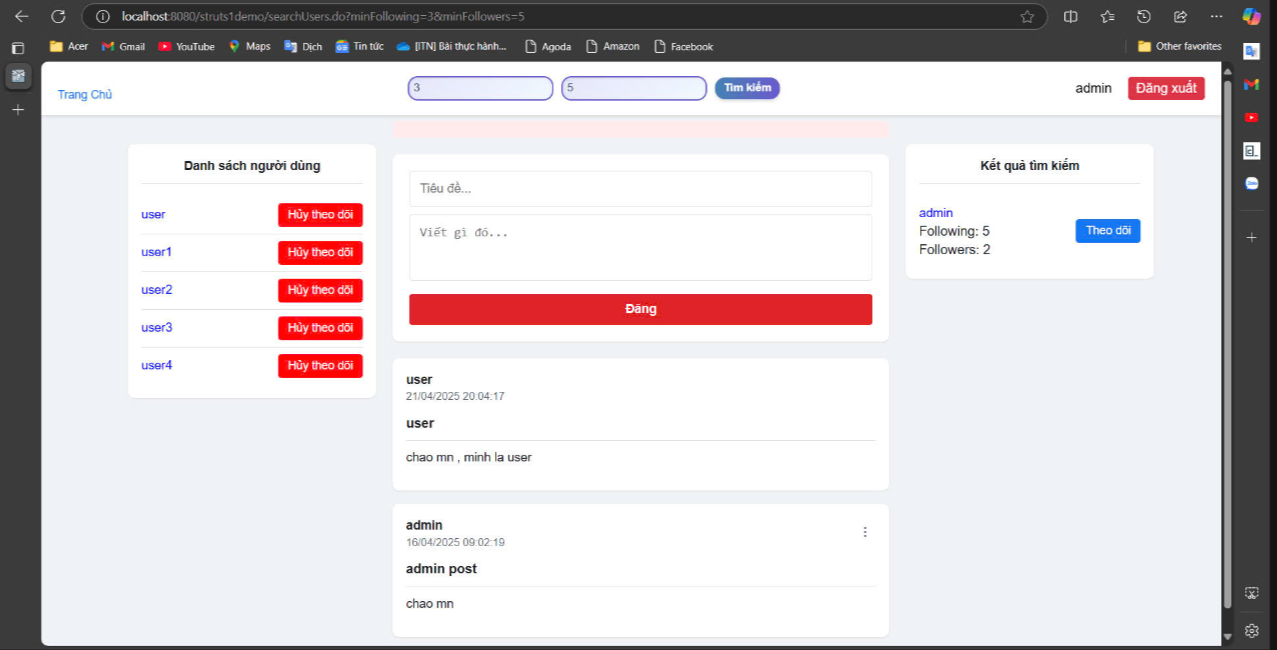 localhost:8080/struts1demo/searchUsers.do?minFollowing=3&minFollowers=5
Acer
Gmail
YouTube
Maps
Dịch
Tin tức
[ITN] Bài thực hành...
Agoda
Amazon
Facebook
Other favorites
Trang Chủ
3
5
Tìm kiếm
admin
Đăng xuất
Danh sách người dùng
user
Hủy theo dõi
user1
Hủy theo dõi
user2
Hủy theo dõi
user3
Hủy theo dõi
user4
Hủy theo dõi
Tiêu đề...
Viết gì đó...
Đăng
user
21/04/2025 20:04:17
user
chao mn , minh la user
admin
16/04/2025 09:02:19
admin post
chao mn
Kết quả tìm kiếm
admin
Following: 5
Followers: 2
Theo dõi